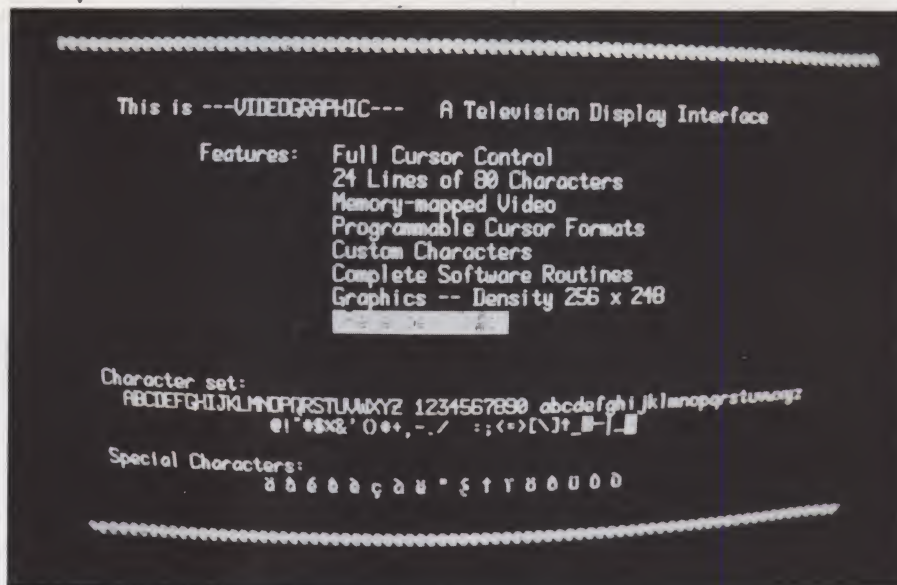 This is ---VIDEOGRAPHIC--- A Television Display Interface
Features: Full Cursor Control
24 Lines of 80 Characters
Memory-mapped Video
Programmable Cursor Formats
Custom Characters
Complete Software Routines
Graphics -- Density 256 x 248
Character set:
ABCDEFGHIJKLMNOPQRSTUVWXYZ 1234567890 abcdefghijklmnopqrstuvwxyz
@!"#$%&'()*+,-./ :;<=>[\]↑_
Special Characters: